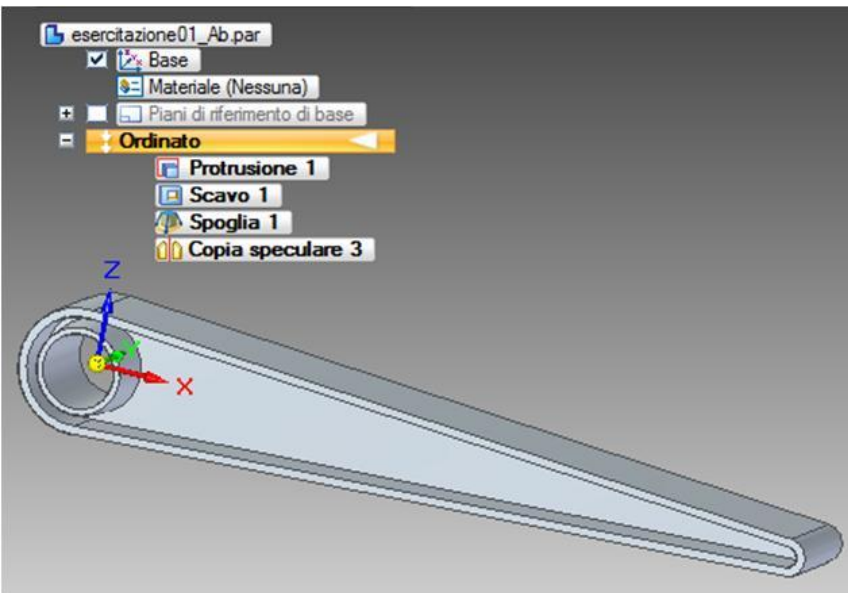 esercitazione01_Ab.par
Base
Materiale (Nessuna)
Piani di riferimento di base
Ordinato
Protrusione 1
Scavo 1
Spoglia 1
Copia speculare 3
Z
Y
X